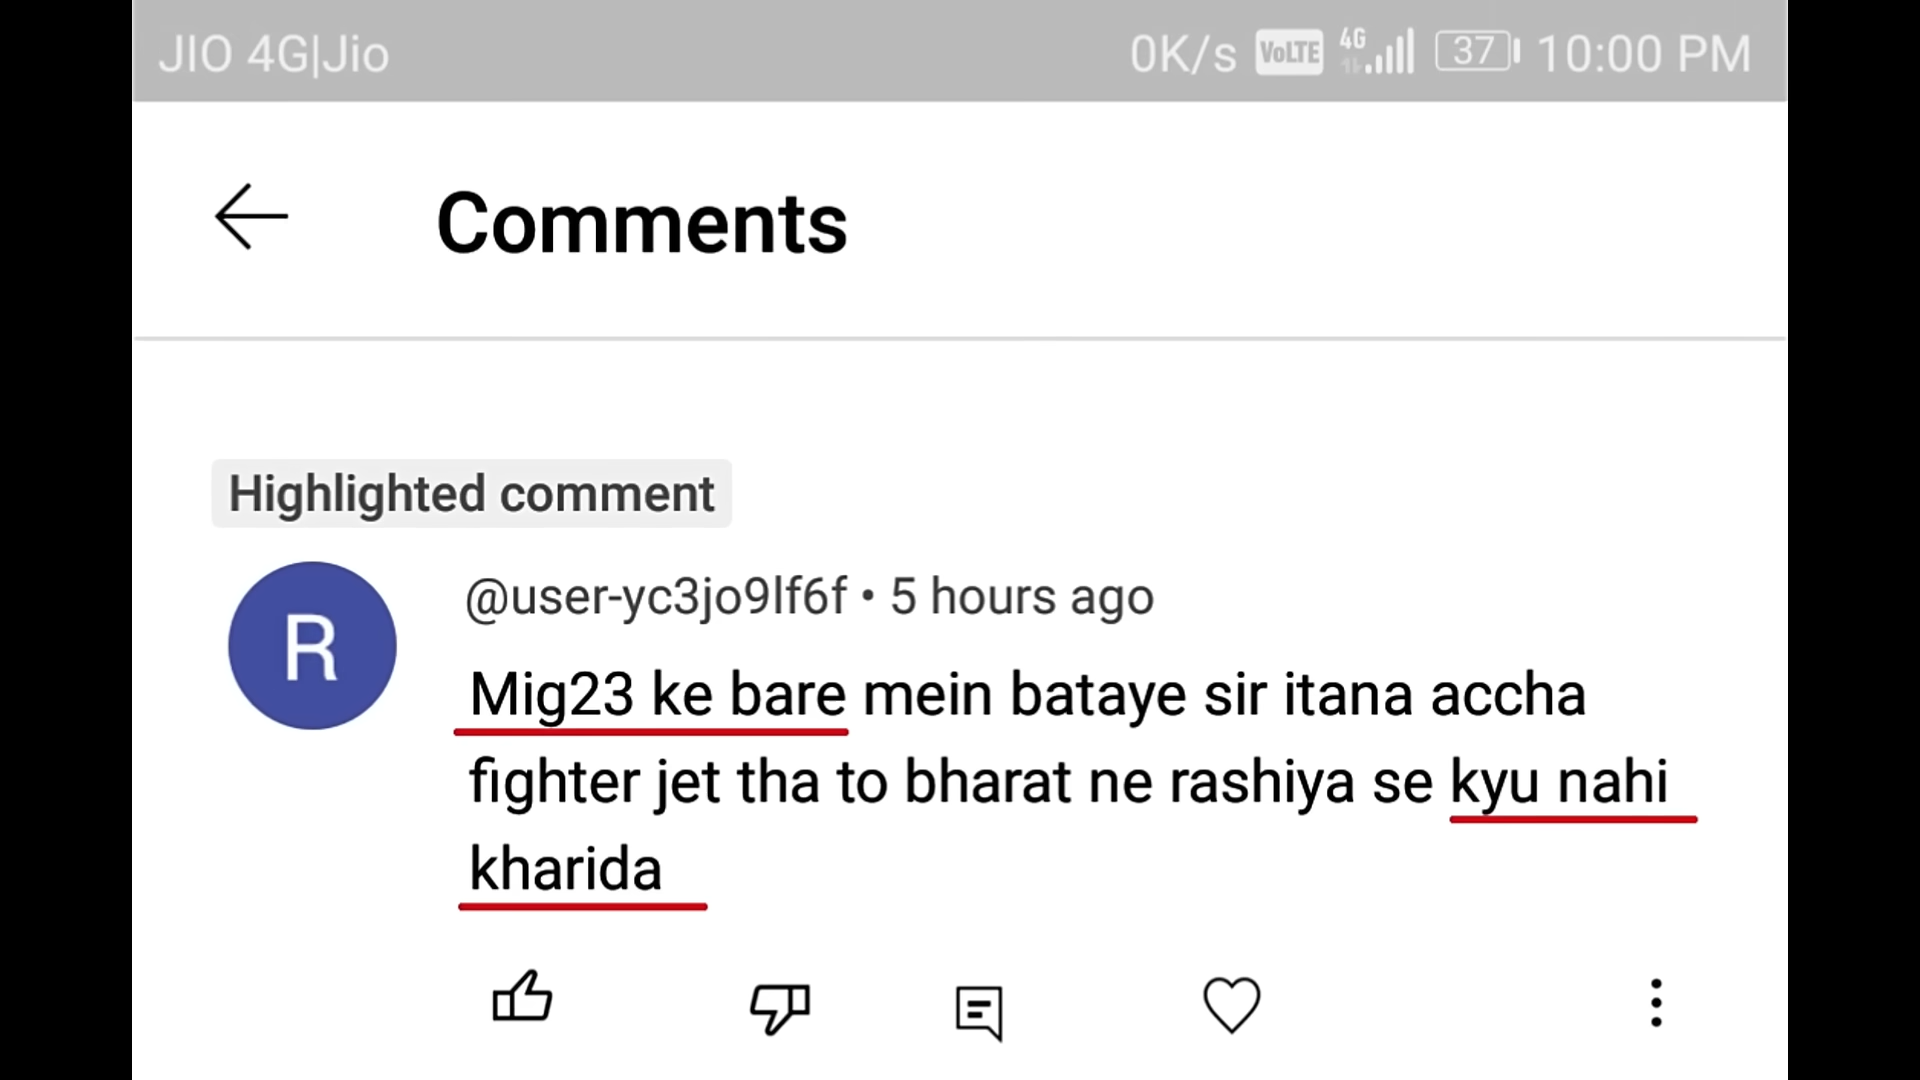 JIO 4G|Jio 0K/s VoLTE 4G 37 10:00 PM
Comments
Highlighted comment
R
@user-yc3jo9lf6f • 5 hours ago
Mig23 ke bare mein bataye sir itana accha
fighter jet tha to bharat ne rashiya se kyu nahi
kharida